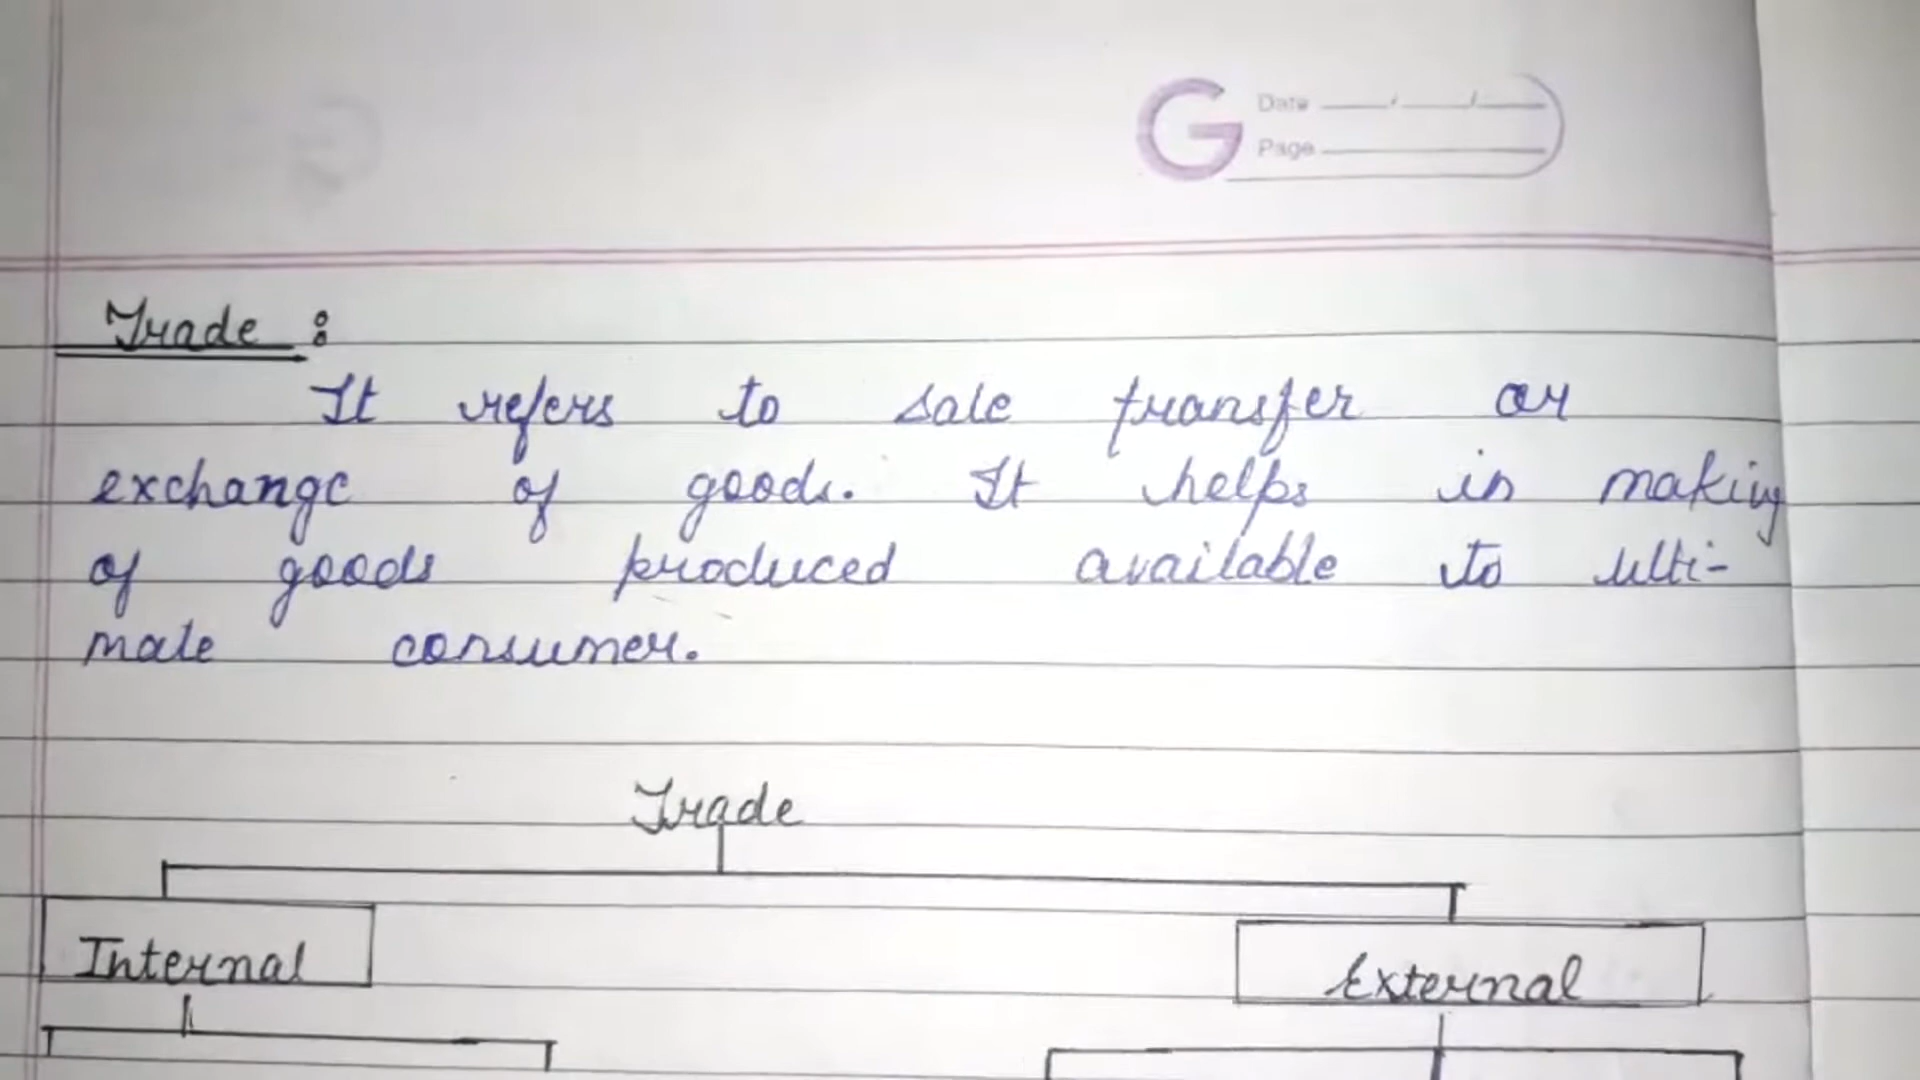 G Date / /
Page
Trade :
It refers to sale transfer or
exchange of goods. It helps in making
of goods produced available to ulti-
mate consumer.
Trade
Internal External